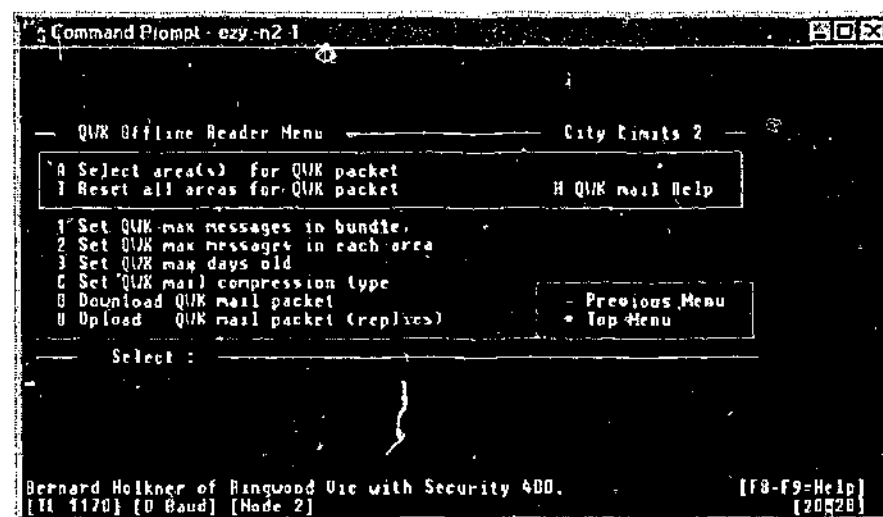 Command Prompt - ezy -n2 -l
QWK Offline Reader Menu City Limits 2
A Select area(s) for QWK packet
I Reset all areas for QWK packet H QWK mail Help
1 Set QWK max messages in bundle.
2 Set QWK max messages in each area
3 Set QWK max days old
C Set QWK mail compression type
D Download QWK mail packet - Previous Menu
U Upload QWK mail packet (replies) * Top Menu
Select :
Bernard Holkner of Ringwood Vic with Security 400. [F8-F9=Help]
[TL 1170] [0 Baud] [Node 2] [20:28]